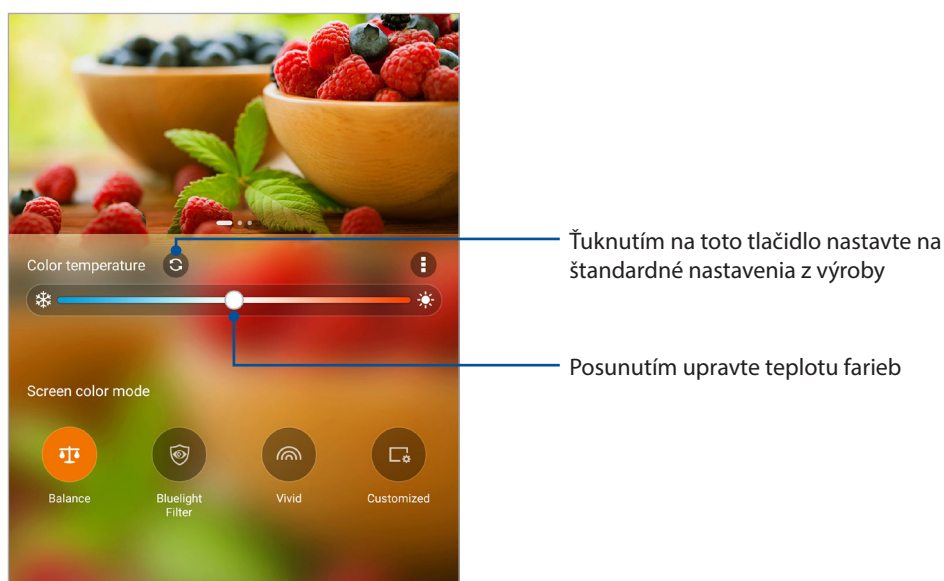 Ťuknutím na toto tlačidlo nastavte na
štandardné nastavenia z výroby
Color temperature
Posunutím upravte teplotu farieb
Screen color mode
Balance
Bluelight
Filter
Vivid
Customized